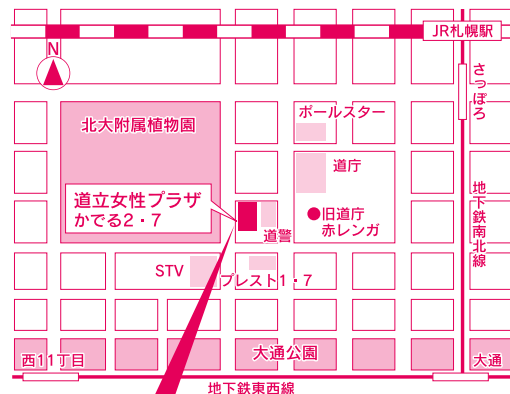 JR札幌駅
N
さっぽろ
ポールスター
北大附属植物園
道庁
道立女性プラザ
かでる2・7
旧道庁
赤レンガ
地下鉄南北線
道警
STV
プレスト1・7
大通公園
西11丁目
大通
地下鉄東西線